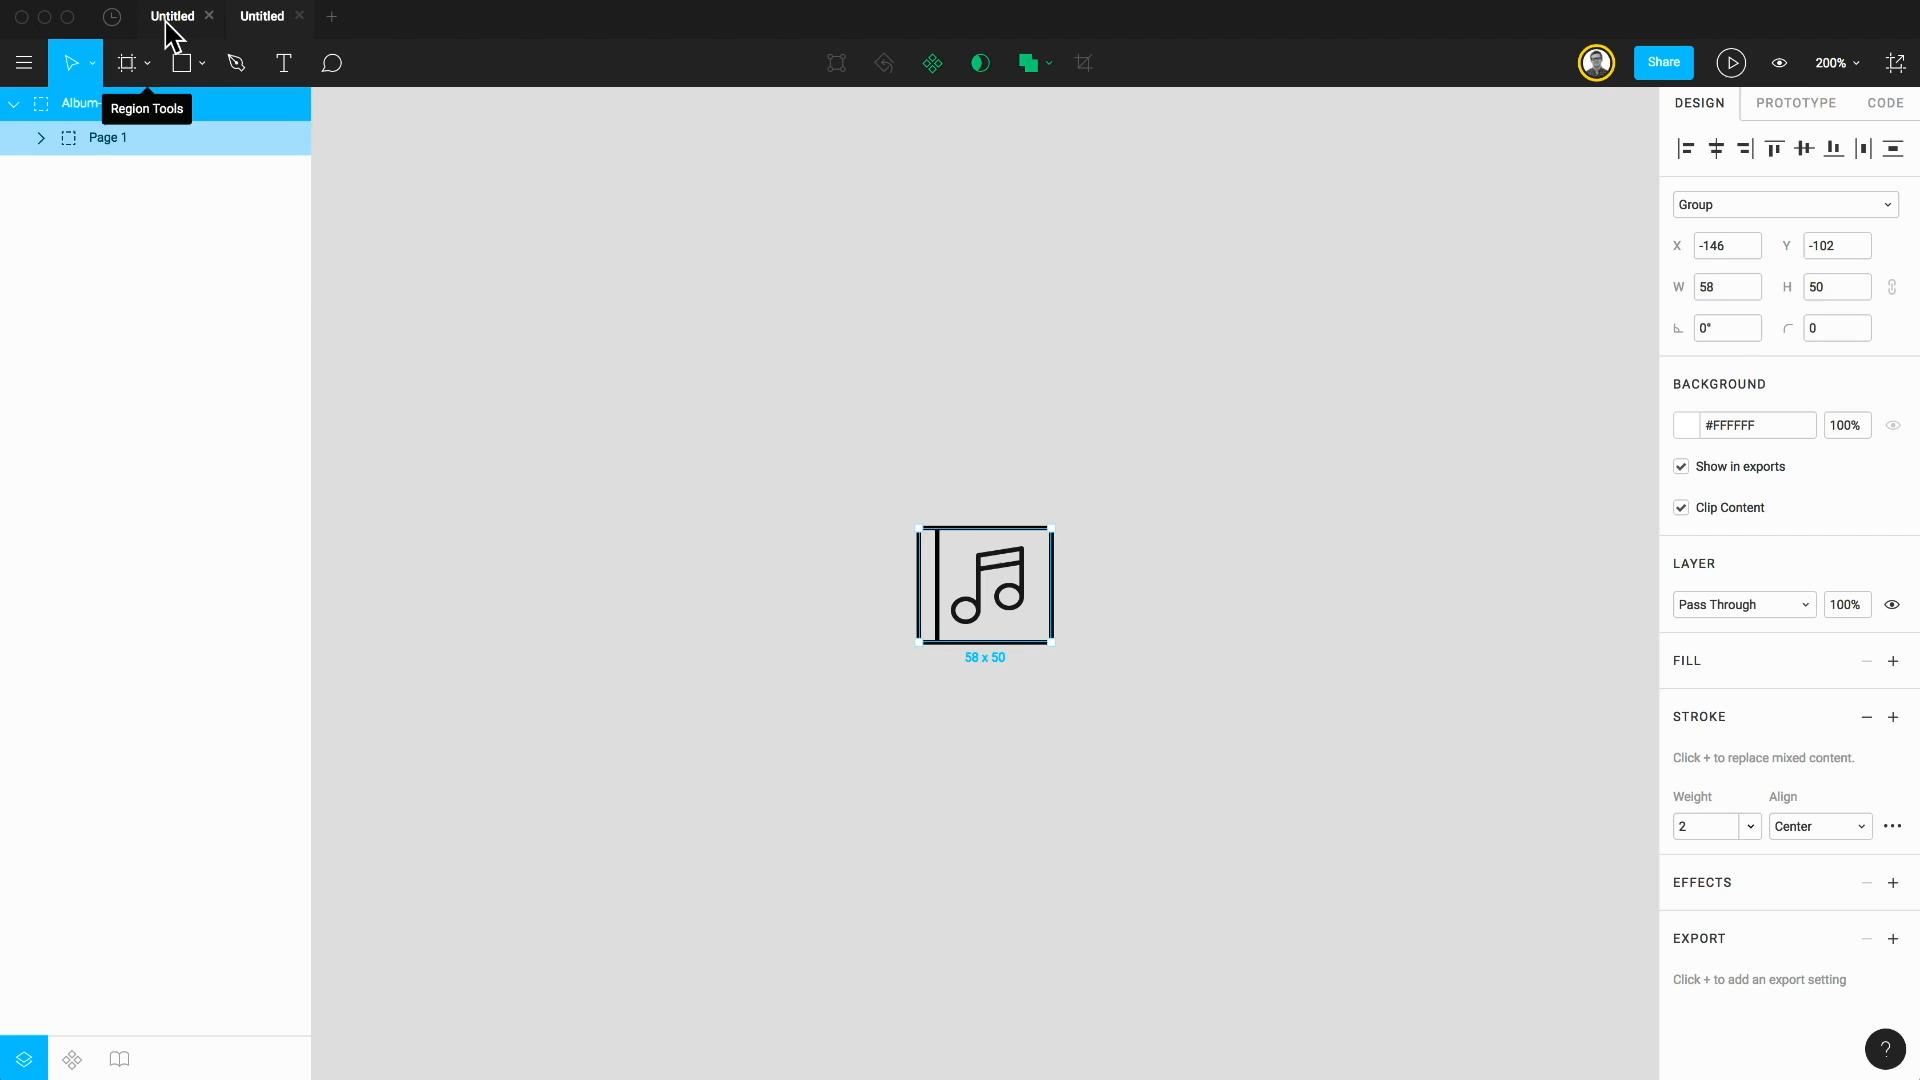 Untitled
Untitled
Share
200%
Album-
Region Tools
Page 1
DESIGN
PROTOTYPE
CODE
Group
X
-146
Y
-102
W
58
H
50
0°
0
BACKGROUND
#FFFFFF
100%
Show in exports
Clip Content
LAYER
Pass Through
100%
FILL
STROKE
Click + to replace mixed content.
Weight
Align
2
Center
EFFECTS
EXPORT
Click + to add an export setting
58 x 50
?